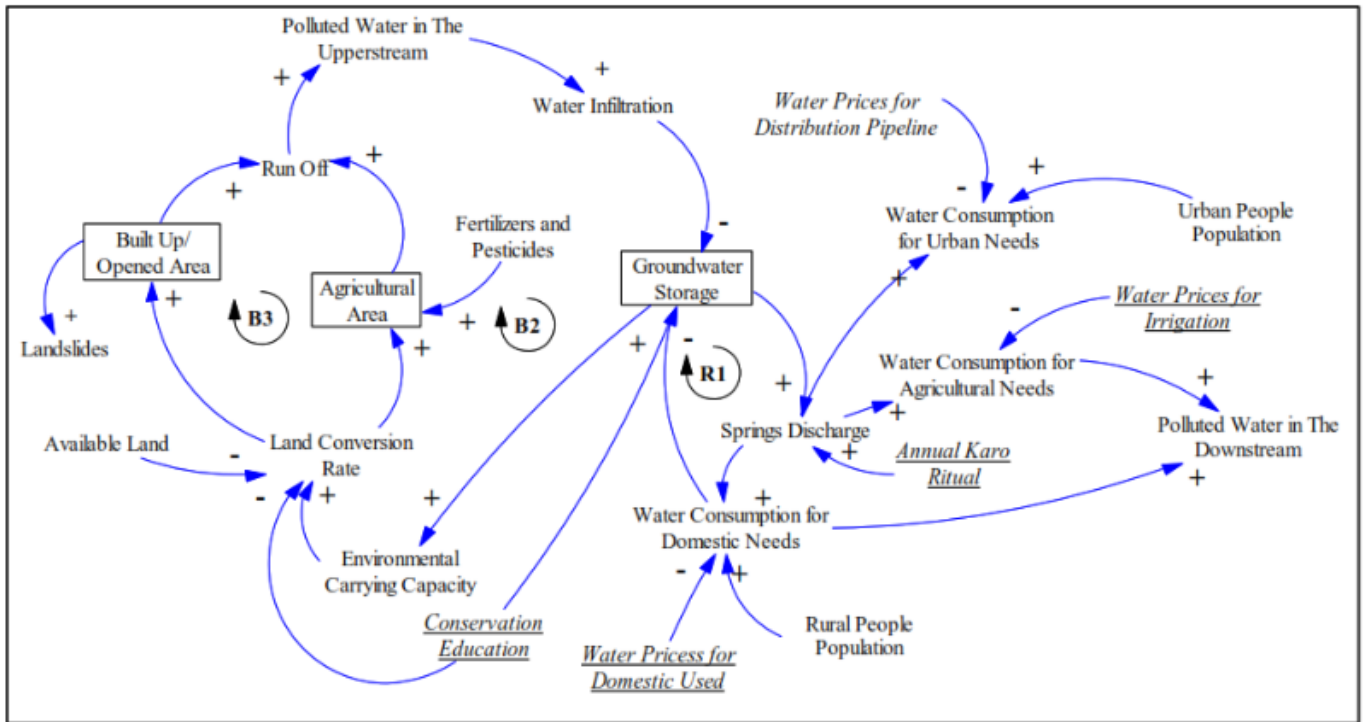 Polluted Water in The
Upperstream
+
+
Water Infiltration
Water Prices for
Distribution Pipeline
Run Off
+
+
+
-
Built Up/
Opened Area
Fertilizers and
Pesticides
Water Consumption
for Urban Needs
Urban People
Population
-
Groundwater
Storage
Agricultural
Area
+
+
B3
B2
+
+
Landslides
+
-
Water Prices for
Irrigation
+
-
R1
Water Consumption for
Agricultural Needs
+
+
+
Available Land
-
Land Conversion
Rate
Springs Discharge
+
Annual Karo
Ritual
Polluted Water in The
Downstream
+
-
+
+
+
Water Consumption for
Domestic Needs
Environmental
Carrying Capacity
-
+
Conservation
Education
Water Pricess for
Domestic Used
Rural People
Population